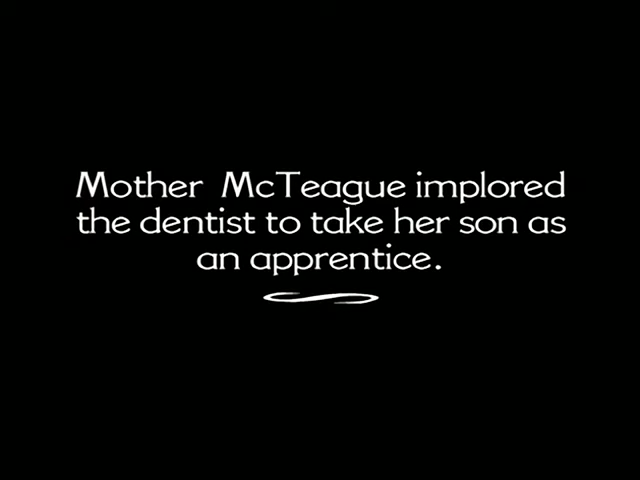 Mother McTeague implored
the dentist to take her son as
an apprentice.